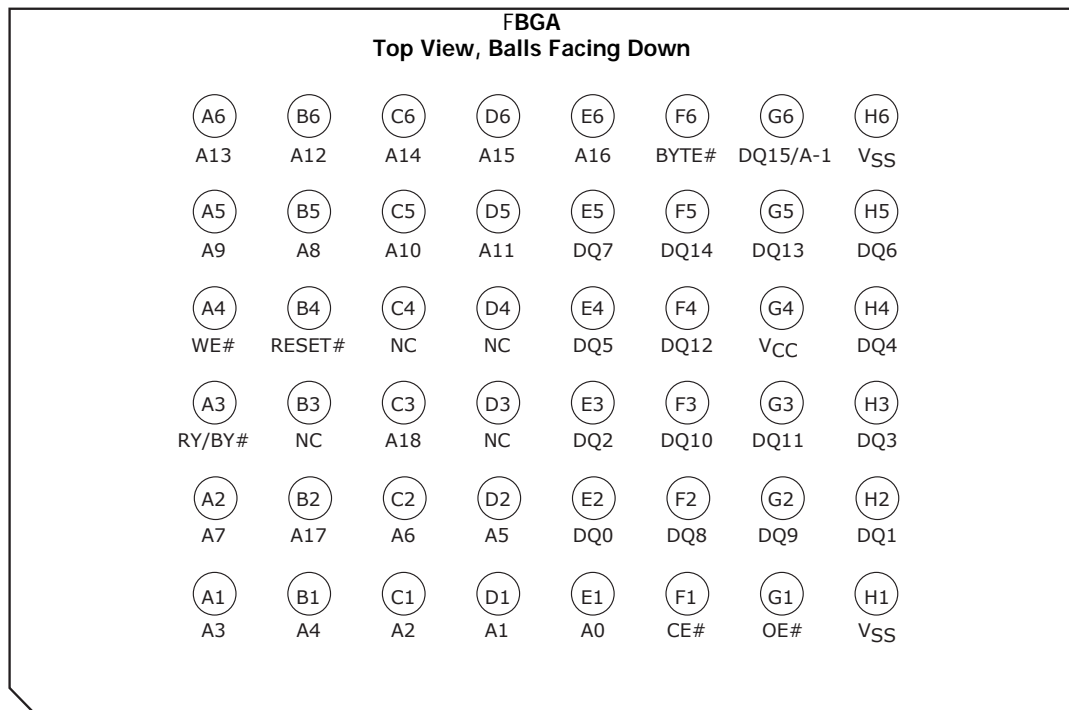 FBGA
Top View, Balls Facing Down
A6 B6 C6 D6 E6 F6 G6 H6
A13 A12 A14 A15 A16 BYTE# DQ15/A-1 VSS
A5 B5 C5 D5 E5 F5 G5 H5
A9 A8 A10 A11 DQ7 DQ14 DQ13 DQ6
A4 B4 C4 D4 E4 F4 G4 H4
WE# RESET# NC NC DQ5 DQ12 VCC DQ4
A3 B3 C3 D3 E3 F3 G3 H3
RY/BY# NC A18 NC DQ2 DQ10 DQ11 DQ3
A2 B2 C2 D2 E2 F2 G2 H2
A7 A17 A6 A5 DQ0 DQ8 DQ9 DQ1
A1 B1 C1 D1 E1 F1 G1 H1
A3 A4 A2 A1 A0 CE# OE# VSS